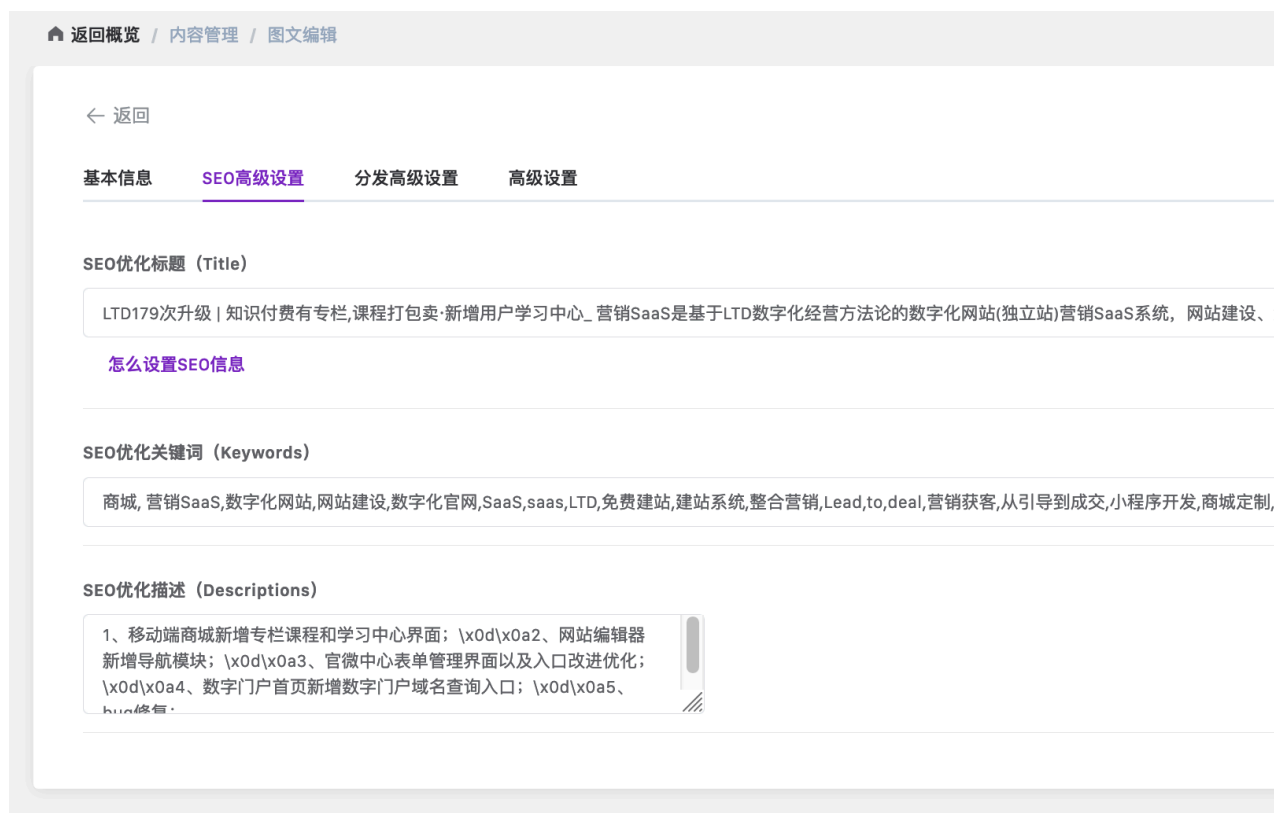 返回概览 / 内容管理 / 图文编辑
← 返回
基本信息 SEO高级设置 分发高级设置 高级设置
SEO优化标题（Title）
LTD179次升级 | 知识付费有专栏,课程打包卖·新增用户学习中心_ 营销SaaS是基于LTD数字化经营方法论的数字化网站(独立站)营销SaaS系统，网站建设、
怎么设置SEO信息
SEO优化关键词（Keywords）
商城, 营销SaaS,数字化网站,网站建设,数字化官网,SaaS,saas,LTD,免费建站,建站系统,整合营销,Lead,to,deal,营销获客,从引导到成交,小程序开发,商城定制,
SEO优化描述（Descriptions）
1、移动端商城新增专栏课程和学习中心界面；\x0d\x0a2、网站编辑器
新增导航模块；\x0d\x0a3、官微中心表单管理界面以及入口改进优化；
\x0d\x0a4、数字门户首页新增数字门户域名查询入口；\x0d\x0a5、
bug修复；